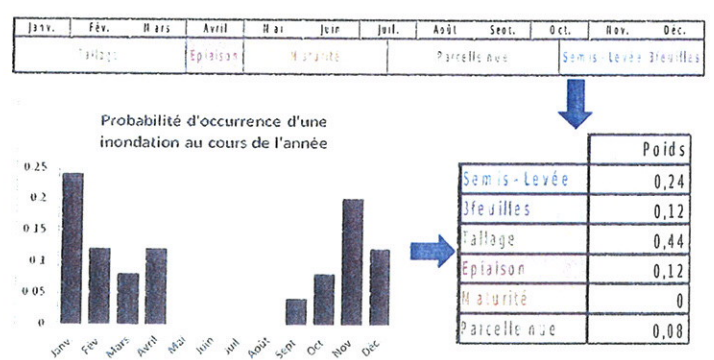 Janv. Fév. Mars Avril Mai Juin Juil. Août Sept. Oct. Nov. Déc.
Tallage Epiaison Maturité Parcelle nue Semis-Levée 3feuilles
Probabilité d'occurrence d'une
inondation au cours de l'année
0.25
0.2
0.15
0.1
0.05
0
Janv Fév Mars Avril Mai Juin Juil Août Sept Oct Nov Dec
Poids
Semis-Levée 0,24
3feuilles 0,12
Tallage 0,44
Epiaison 0,12
Maturité 0
Parcelle nue 0,08